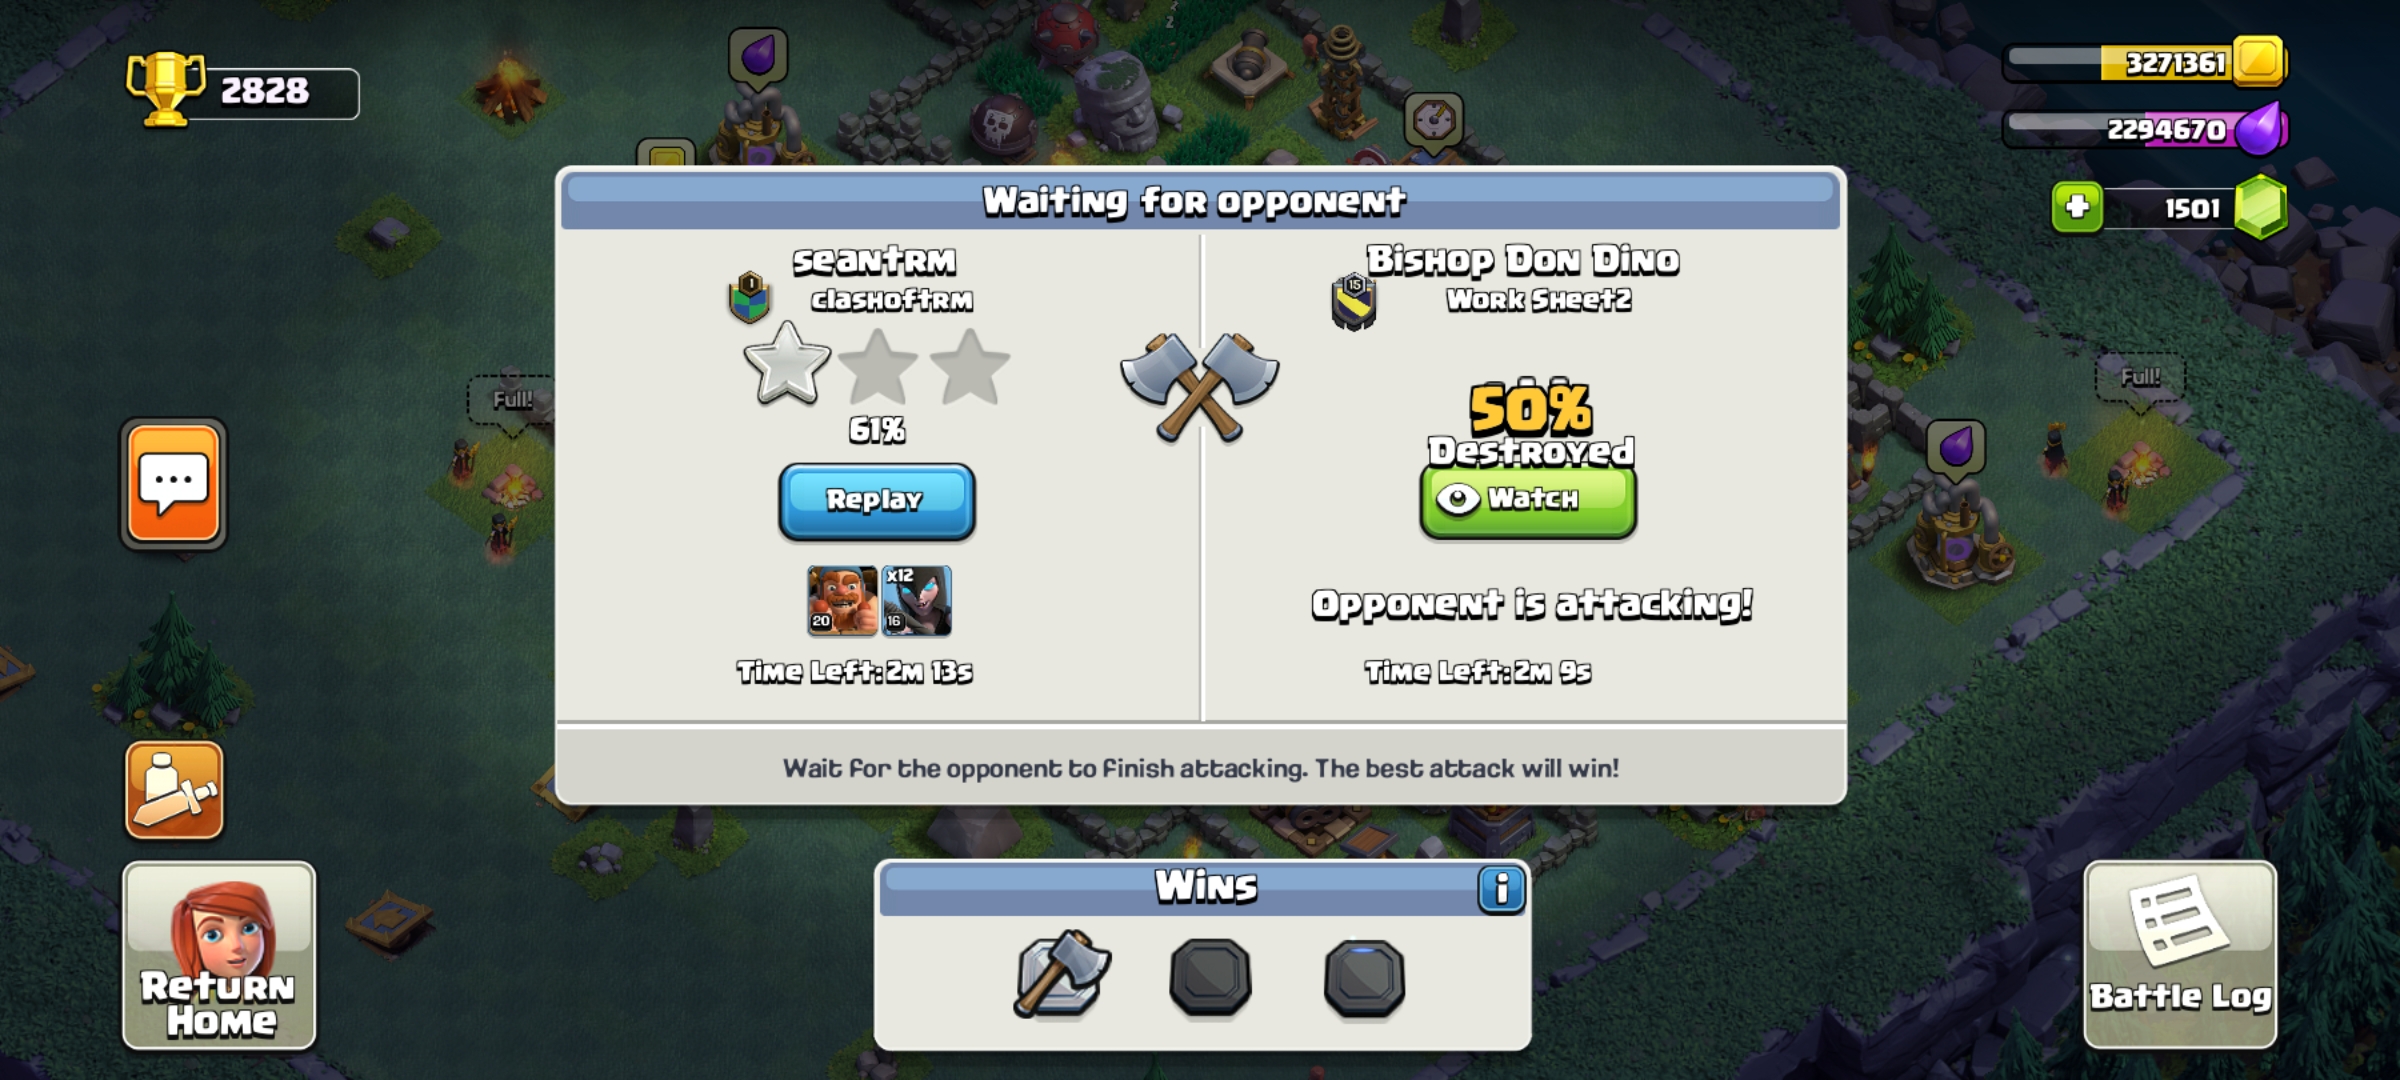 2828
3271361
2294670
1501
Waiting for opponent
seantrm
clashoftrm
1
61%
Replay
x12
20
16
Time Left: 2m 13s
Bishop Don Dino
Work Sheet2
15
50%
Destroyed
Watch
Opponent is attacking!
Time Left: 2m 9s
Wait for the opponent to finish attacking. The best attack will win!
Full!
Full!
Return
Home
Wins
i
Battle Log